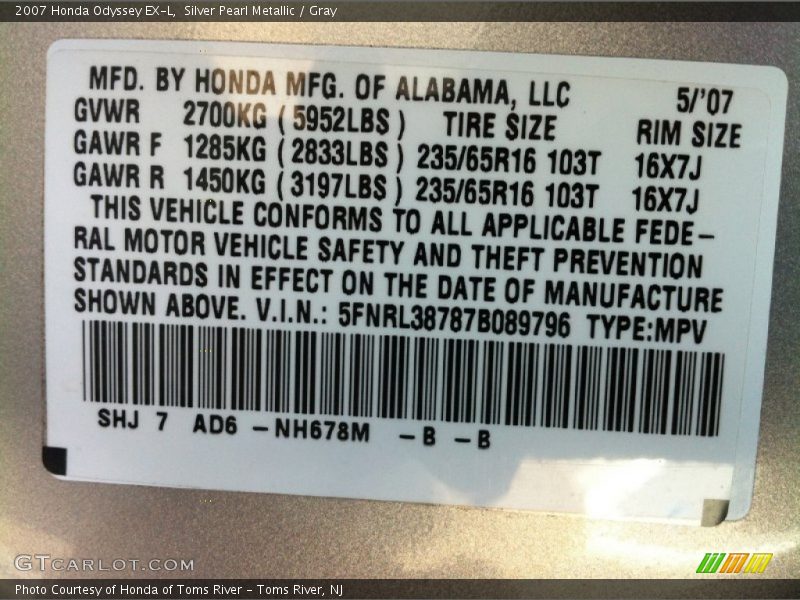 2007 Honda Odyssey EX-L, Silver Pearl Metallic / Gray
MFD. BY HONDA MFG. OF ALABAMA, LLC 5/'07
GVWR 2700KG (5952LBS) TIRE SIZE RIM SIZE
GAWR F 1285KG (2833LBS) 235/65R16 103T 16X7J
GAWR R 1450KG (3197LBS) 235/65R16 103T 16X7J
THIS VEHICLE CONFORMS TO ALL APPLICABLE FEDE-
RAL MOTOR VEHICLE SAFETY AND THEFT PREVENTION
STANDARDS IN EFFECT ON THE DATE OF MANUFACTURE
SHOWN ABOVE. V.I.N.: 5FNRL38787B089796 TYPE:MPV
SHJ 7 AD6 -NH678M -B -B
GTCARLOT.COM
Photo Courtesy of Honda of Toms River - Toms River, NJ